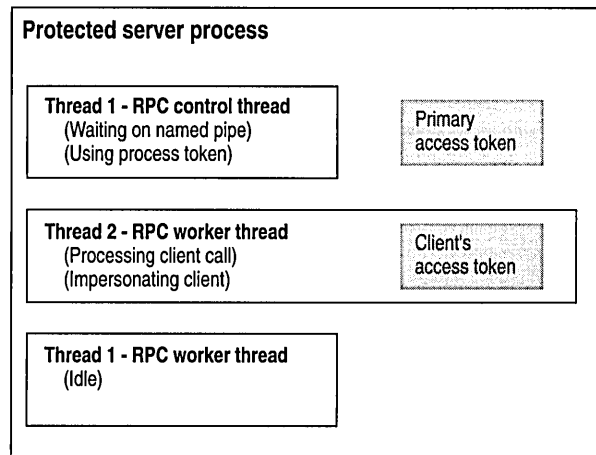 Protected server process
Thread 1 - RPC control thread
(Waiting on named pipe)
(Using process token)
Primary
access token
Thread 2 - RPC worker thread
(Processing client call)
(Impersonating client)
Client's
access token
Thread 1 - RPC worker thread
(Idle)